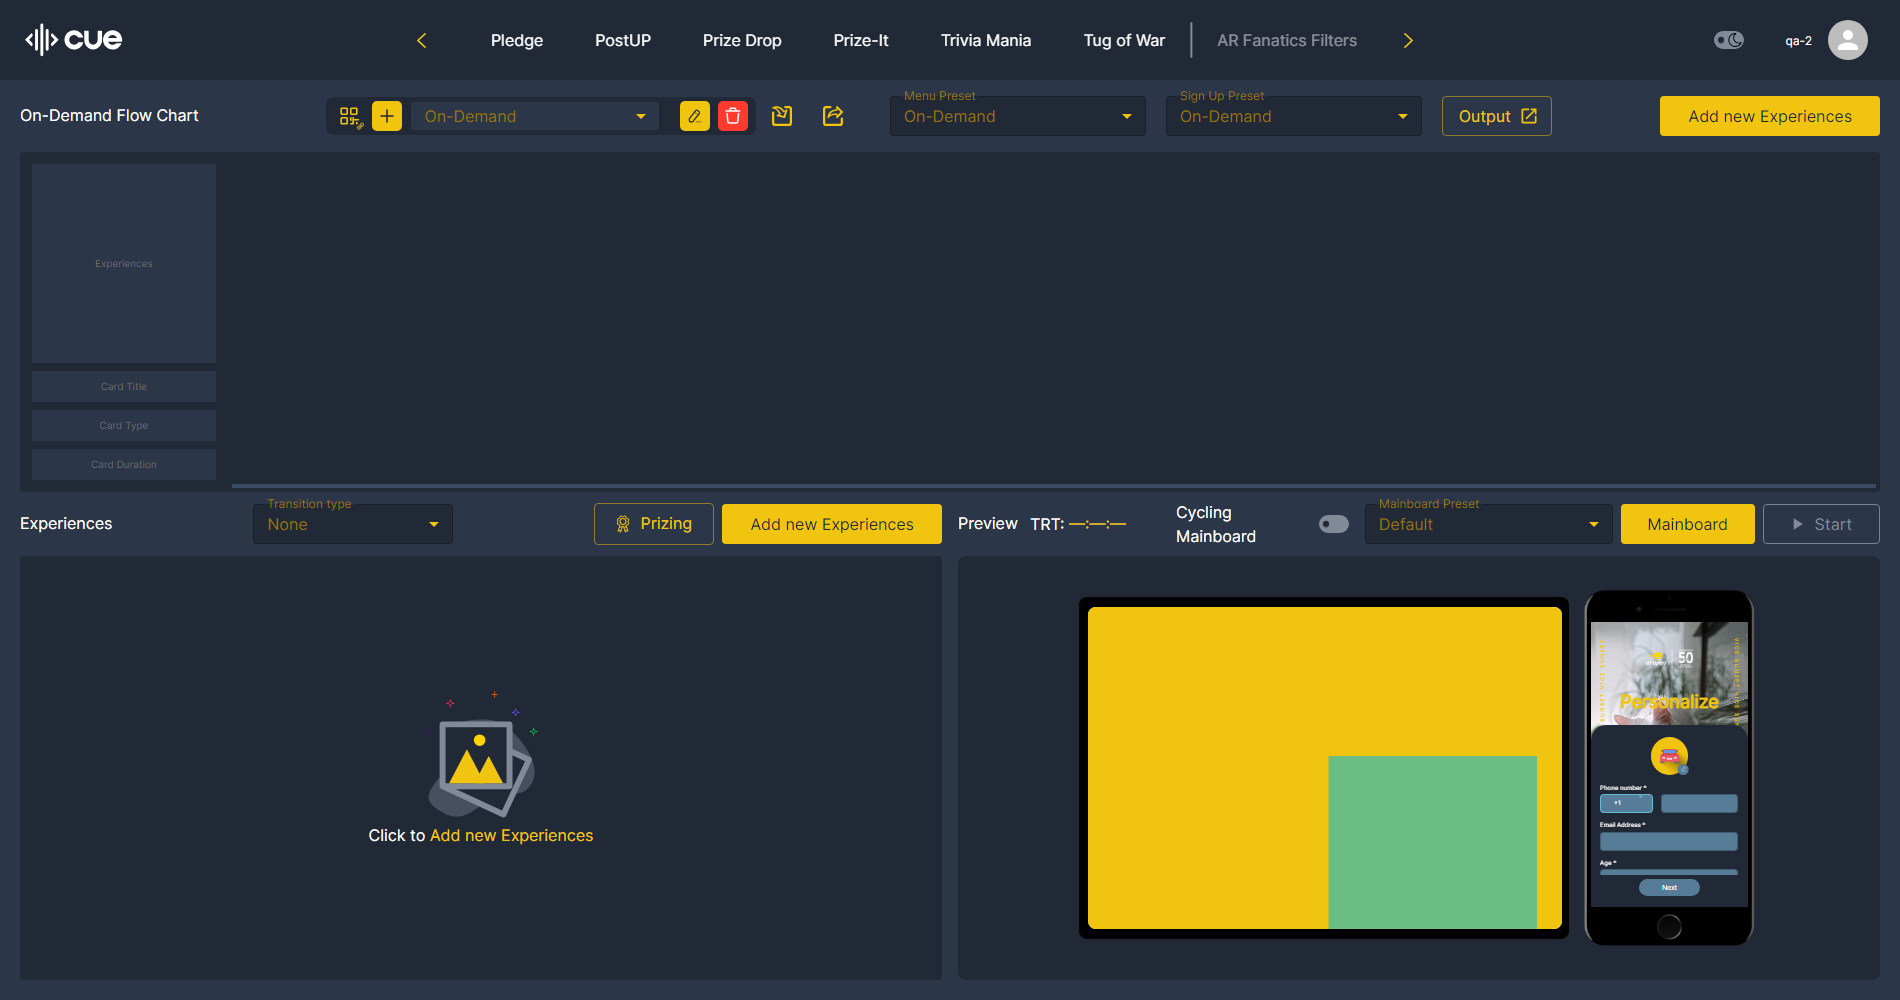 cue
Pledge
PostUP
Prize Drop
Prize-It
Trivia Mania
Tug of War
AR Fanatics Filters
qa-2
On-Demand Flow Chart
On-Demand
Menu Preset
On-Demand
Sign Up Preset
On-Demand
Output
Add new Experiences
Experiences
Card Title
Card Type
Card Duration
Experiences
Transition type
None
Prizing
Add new Experiences
Preview
TRT: —:—:—
Cycling
Mainboard
Mainboard Preset
Default
Mainboard
Start
Click to Add new Experiences
50
Personalize
Phone number *
+1
Email Address *
Age *
Next